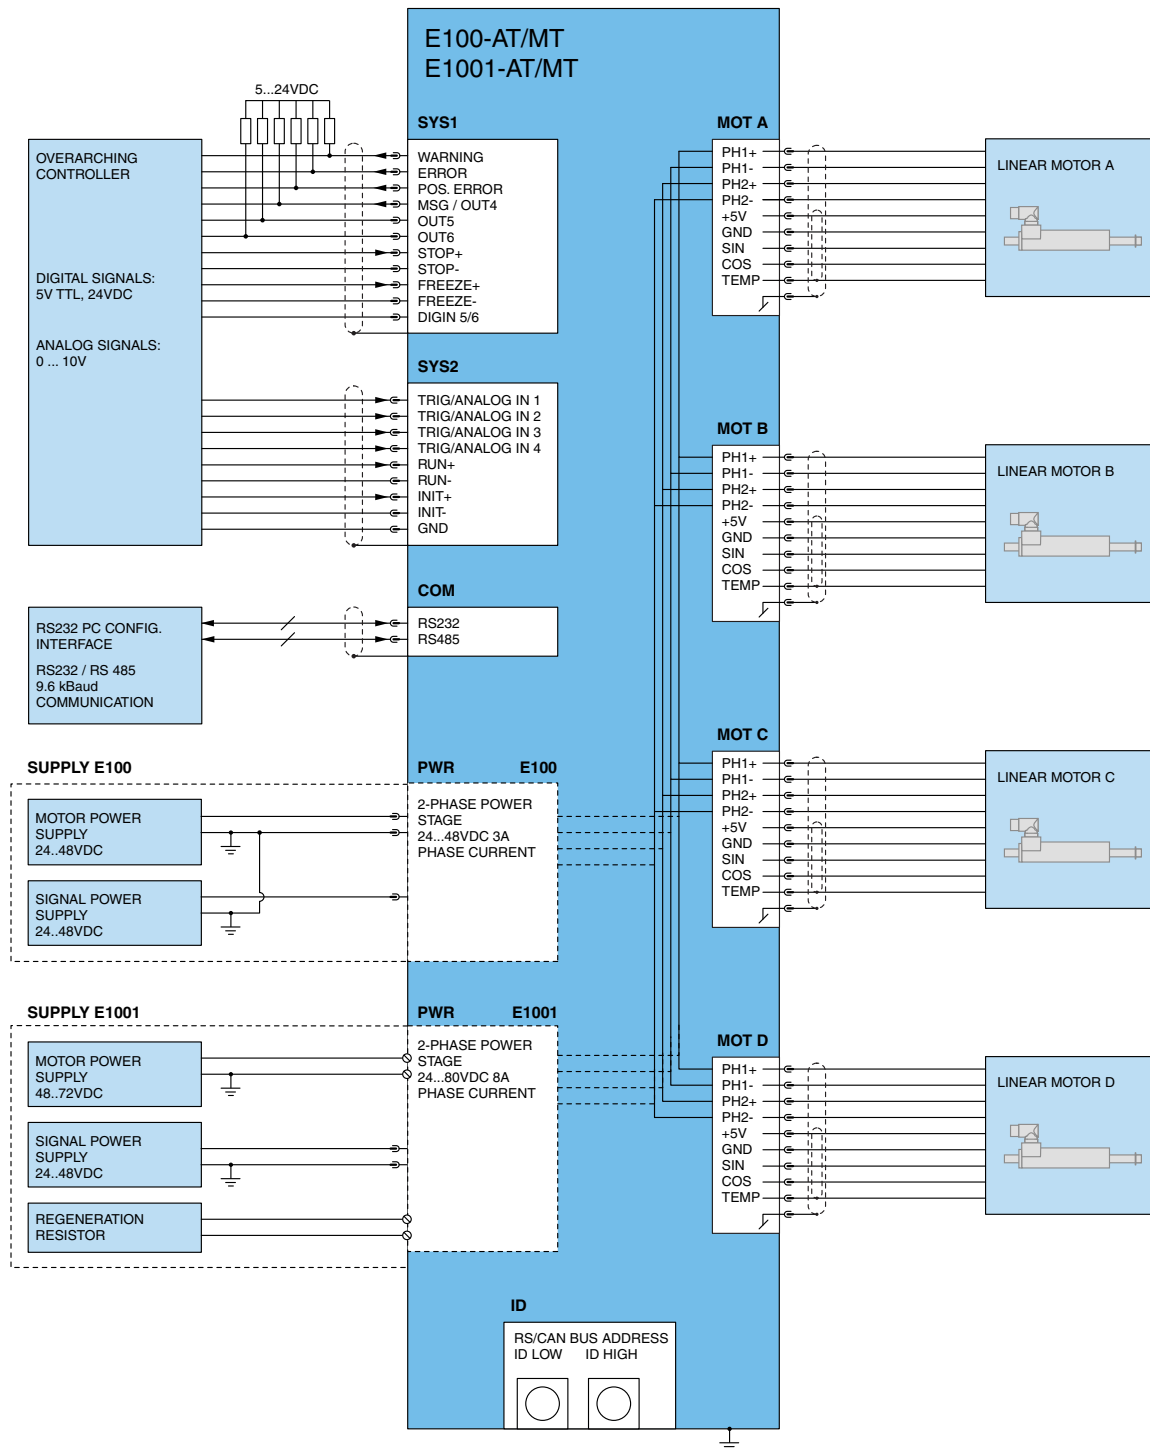 E100-AT/MT
E1001-AT/MT
5...24VDC
SYS1
OVERARCHING
CONTROLLER
DIGITAL SIGNALS:
5V TTL, 24VDC
ANALOG SIGNALS:
0 ... 10V
WARNING
ERROR
POS. ERROR
MSG / OUT4
OUT5
OUT6
STOP+
STOP-
FREEZE+
FREEZE-
DIGIN 5/6
SYS2
TRIG/ANALOG IN 1
TRIG/ANALOG IN 2
TRIG/ANALOG IN 3
TRIG/ANALOG IN 4
RUN+
RUN-
INIT+
INIT-
GND
COM
RS232
RS485
RS232 PC CONFIG.
INTERFACE
RS232 / RS 485
9.6 kBaud
COMMUNICATION
SUPPLY E100
MOTOR POWER
SUPPLY
24..48VDC
SIGNAL POWER
SUPPLY
24..48VDC
PWR E100
2-PHASE POWER
STAGE
24...48VDC 3A
PHASE CURRENT
SUPPLY E1001
MOTOR POWER
SUPPLY
48..72VDC
SIGNAL POWER
SUPPLY
24..48VDC
REGENERATION
RESISTOR
PWR E1001
2-PHASE POWER
STAGE
24...80VDC 8A
PHASE CURRENT
MOT A
PH1+
PH1-
PH2+
PH2-
+5V
GND
SIN
COS
TEMP
LINEAR MOTOR A
MOT B
PH1+
PH1-
PH2+
PH2-
+5V
GND
SIN
COS
TEMP
LINEAR MOTOR B
MOT C
PH1+
PH1-
PH2+
PH2-
+5V
GND
SIN
COS
TEMP
LINEAR MOTOR C
MOT D
PH1+
PH1-
PH2+
PH2-
+5V
GND
SIN
COS
TEMP
LINEAR MOTOR D
ID
RS/CAN BUS ADDRESS
ID LOW ID HIGH